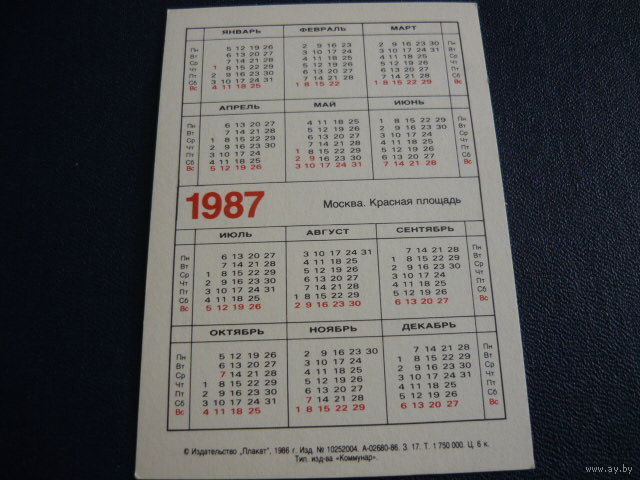 ЯНВАРЬ ФЕВРАЛЬ МАРТ
Пн 5 12 19 26 2 9 16 23 2 9 16 23 30 Пн
Вт 6 13 20 27 3 10 17 24 3 10 17 24 31 Вт
Ср 7 14 21 28 4 11 18 25 4 11 18 25 Ср
Чт 1 8 15 22 29 5 12 19 26 5 12 19 26 Чт
Пт 2 9 16 23 30 6 13 20 27 6 13 20 27 Пт
Сб 3 10 17 24 31 7 14 21 28 7 14 21 28 Сб
Вс 4 11 18 25 1 8 15 22 1 8 15 22 29 Вс
АПРЕЛЬ МАЙ ИЮНЬ
Пн 6 13 20 27 4 11 18 25 1 8 15 22 29 Пн
Вт 7 14 21 28 5 12 19 26 2 9 16 23 30 Вт
Ср 1 8 15 22 29 6 13 20 27 3 10 17 24 Ср
Чт 2 9 16 23 30 7 14 21 28 4 11 18 25 Чт
Пт 3 10 17 24 1 8 15 22 29 5 12 19 26 Пт
Сб 4 11 18 25 2 9 16 23 30 6 13 20 27 Сб
Вс 5 12 19 26 3 10 17 24 31 7 14 21 28 Вс
1987 Москва. Красная площадь
ИЮЛЬ АВГУСТ СЕНТЯБРЬ
Пн 6 13 20 27 3 10 17 24 31 7 14 21 28 Пн
Вт 7 14 21 28 4 11 18 25 1 8 15 22 29 Вт
Ср 1 8 15 22 29 5 12 19 26 2 9 16 23 30 Ср
Чт 2 9 16 23 30 6 13 20 27 3 10 17 24 Чт
Пт 3 10 17 24 31 7 14 21 28 4 11 18 25 Пт
Сб 4 11 18 25 1 8 15 22 29 5 12 19 26 Сб
Вс 5 12 19 26 2 9 16 23 30 6 13 20 27 Вс
ОКТЯБРЬ НОЯБРЬ ДЕКАБРЬ
Пн 5 12 19 26 2 9 16 23 30 7 14 21 28 Пн
Вт 6 13 20 27 3 10 17 24 1 8 15 22 29 Вт
Ср 7 14 21 28 4 11 18 25 2 9 16 23 30 Ср
Чт 1 8 15 22 29 5 12 19 26 3 10 17 24 31 Чт
Пт 2 9 16 23 30 6 13 20 27 4 11 18 25 Пт
Сб 3 10 17 24 31 7 14 21 28 5 12 19 26 Сб
Вс 4 11 18 25 1 8 15 22 29 6 13 20 27 Вс
© Издательство „Плакат", 1986 г. Изд. № 10252004. А-02680-86. З. 17. Т. 1 750 000. Ц. 6 к.
Тип. изд-ва «Коммунар».
www.ay.by